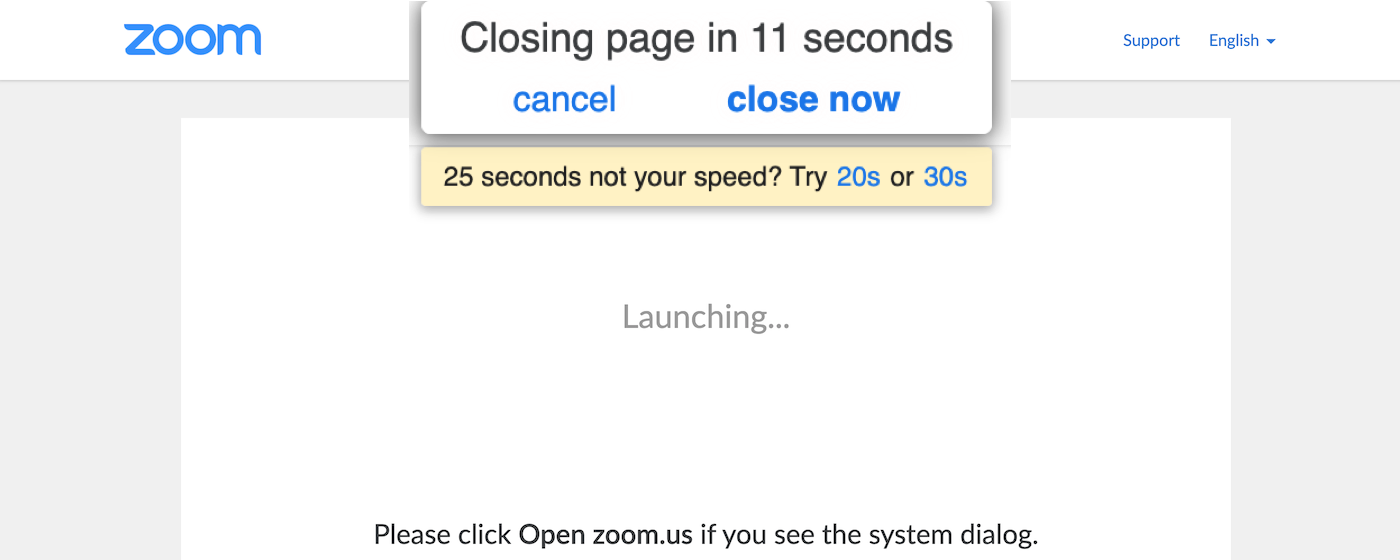 zoom
Support English
Closing page in 11 seconds
cancel close now
25 seconds not your speed? Try 20s or 30s
Launching...
Please click Open zoom.us if you see the system dialog.